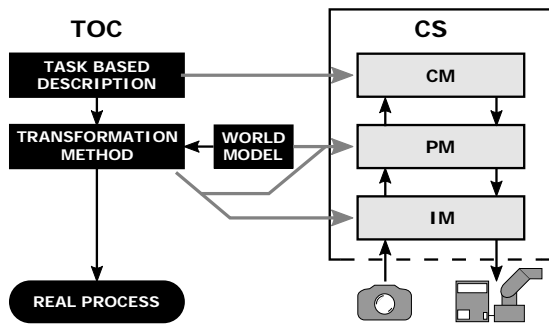 TOC
CS
TASK BASED
DESCRIPTION
CM
TRANSFORMATION
METHOD
WORLD
MODEL
PM
IM
REAL PROCESS